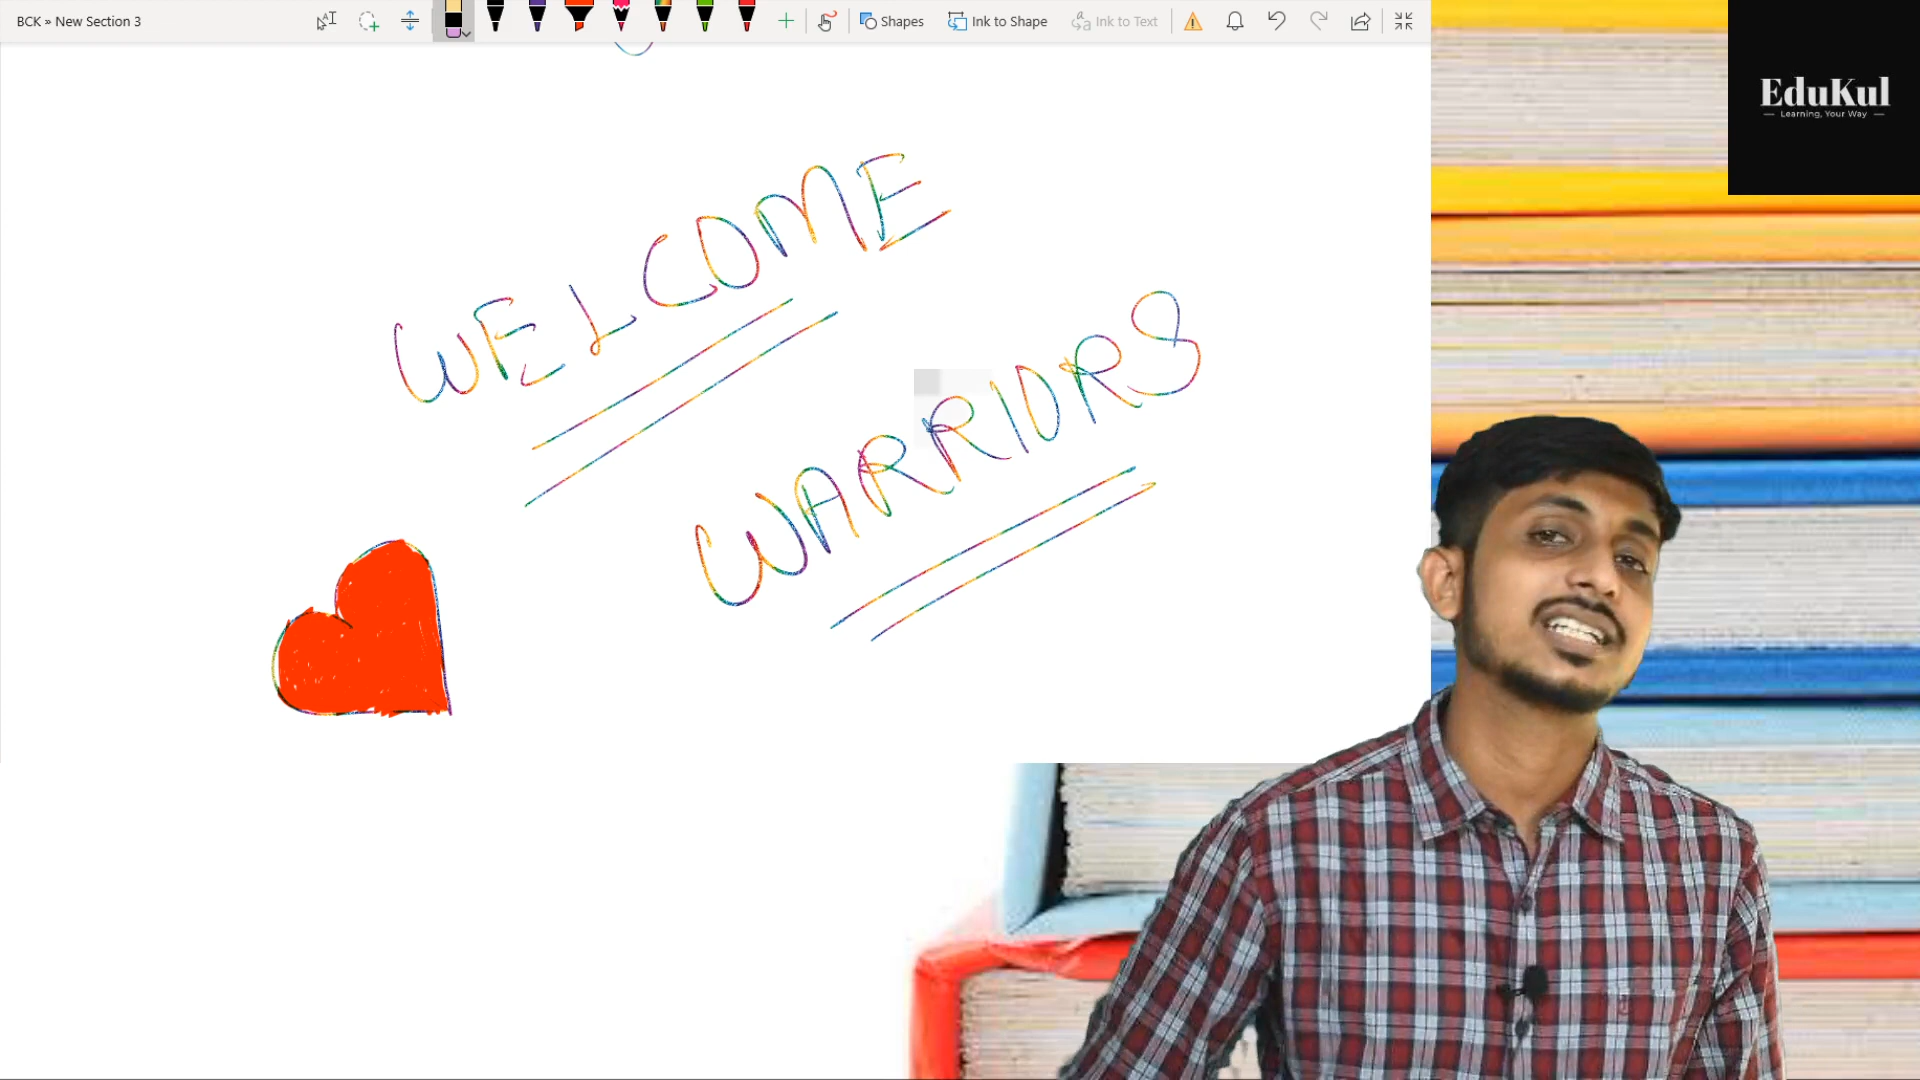 BCK » New Section 3
Shapes
Ink to Shape
Ink to Text
EduKul
— Learning, Your Way —
WELCOME
WARRIORS